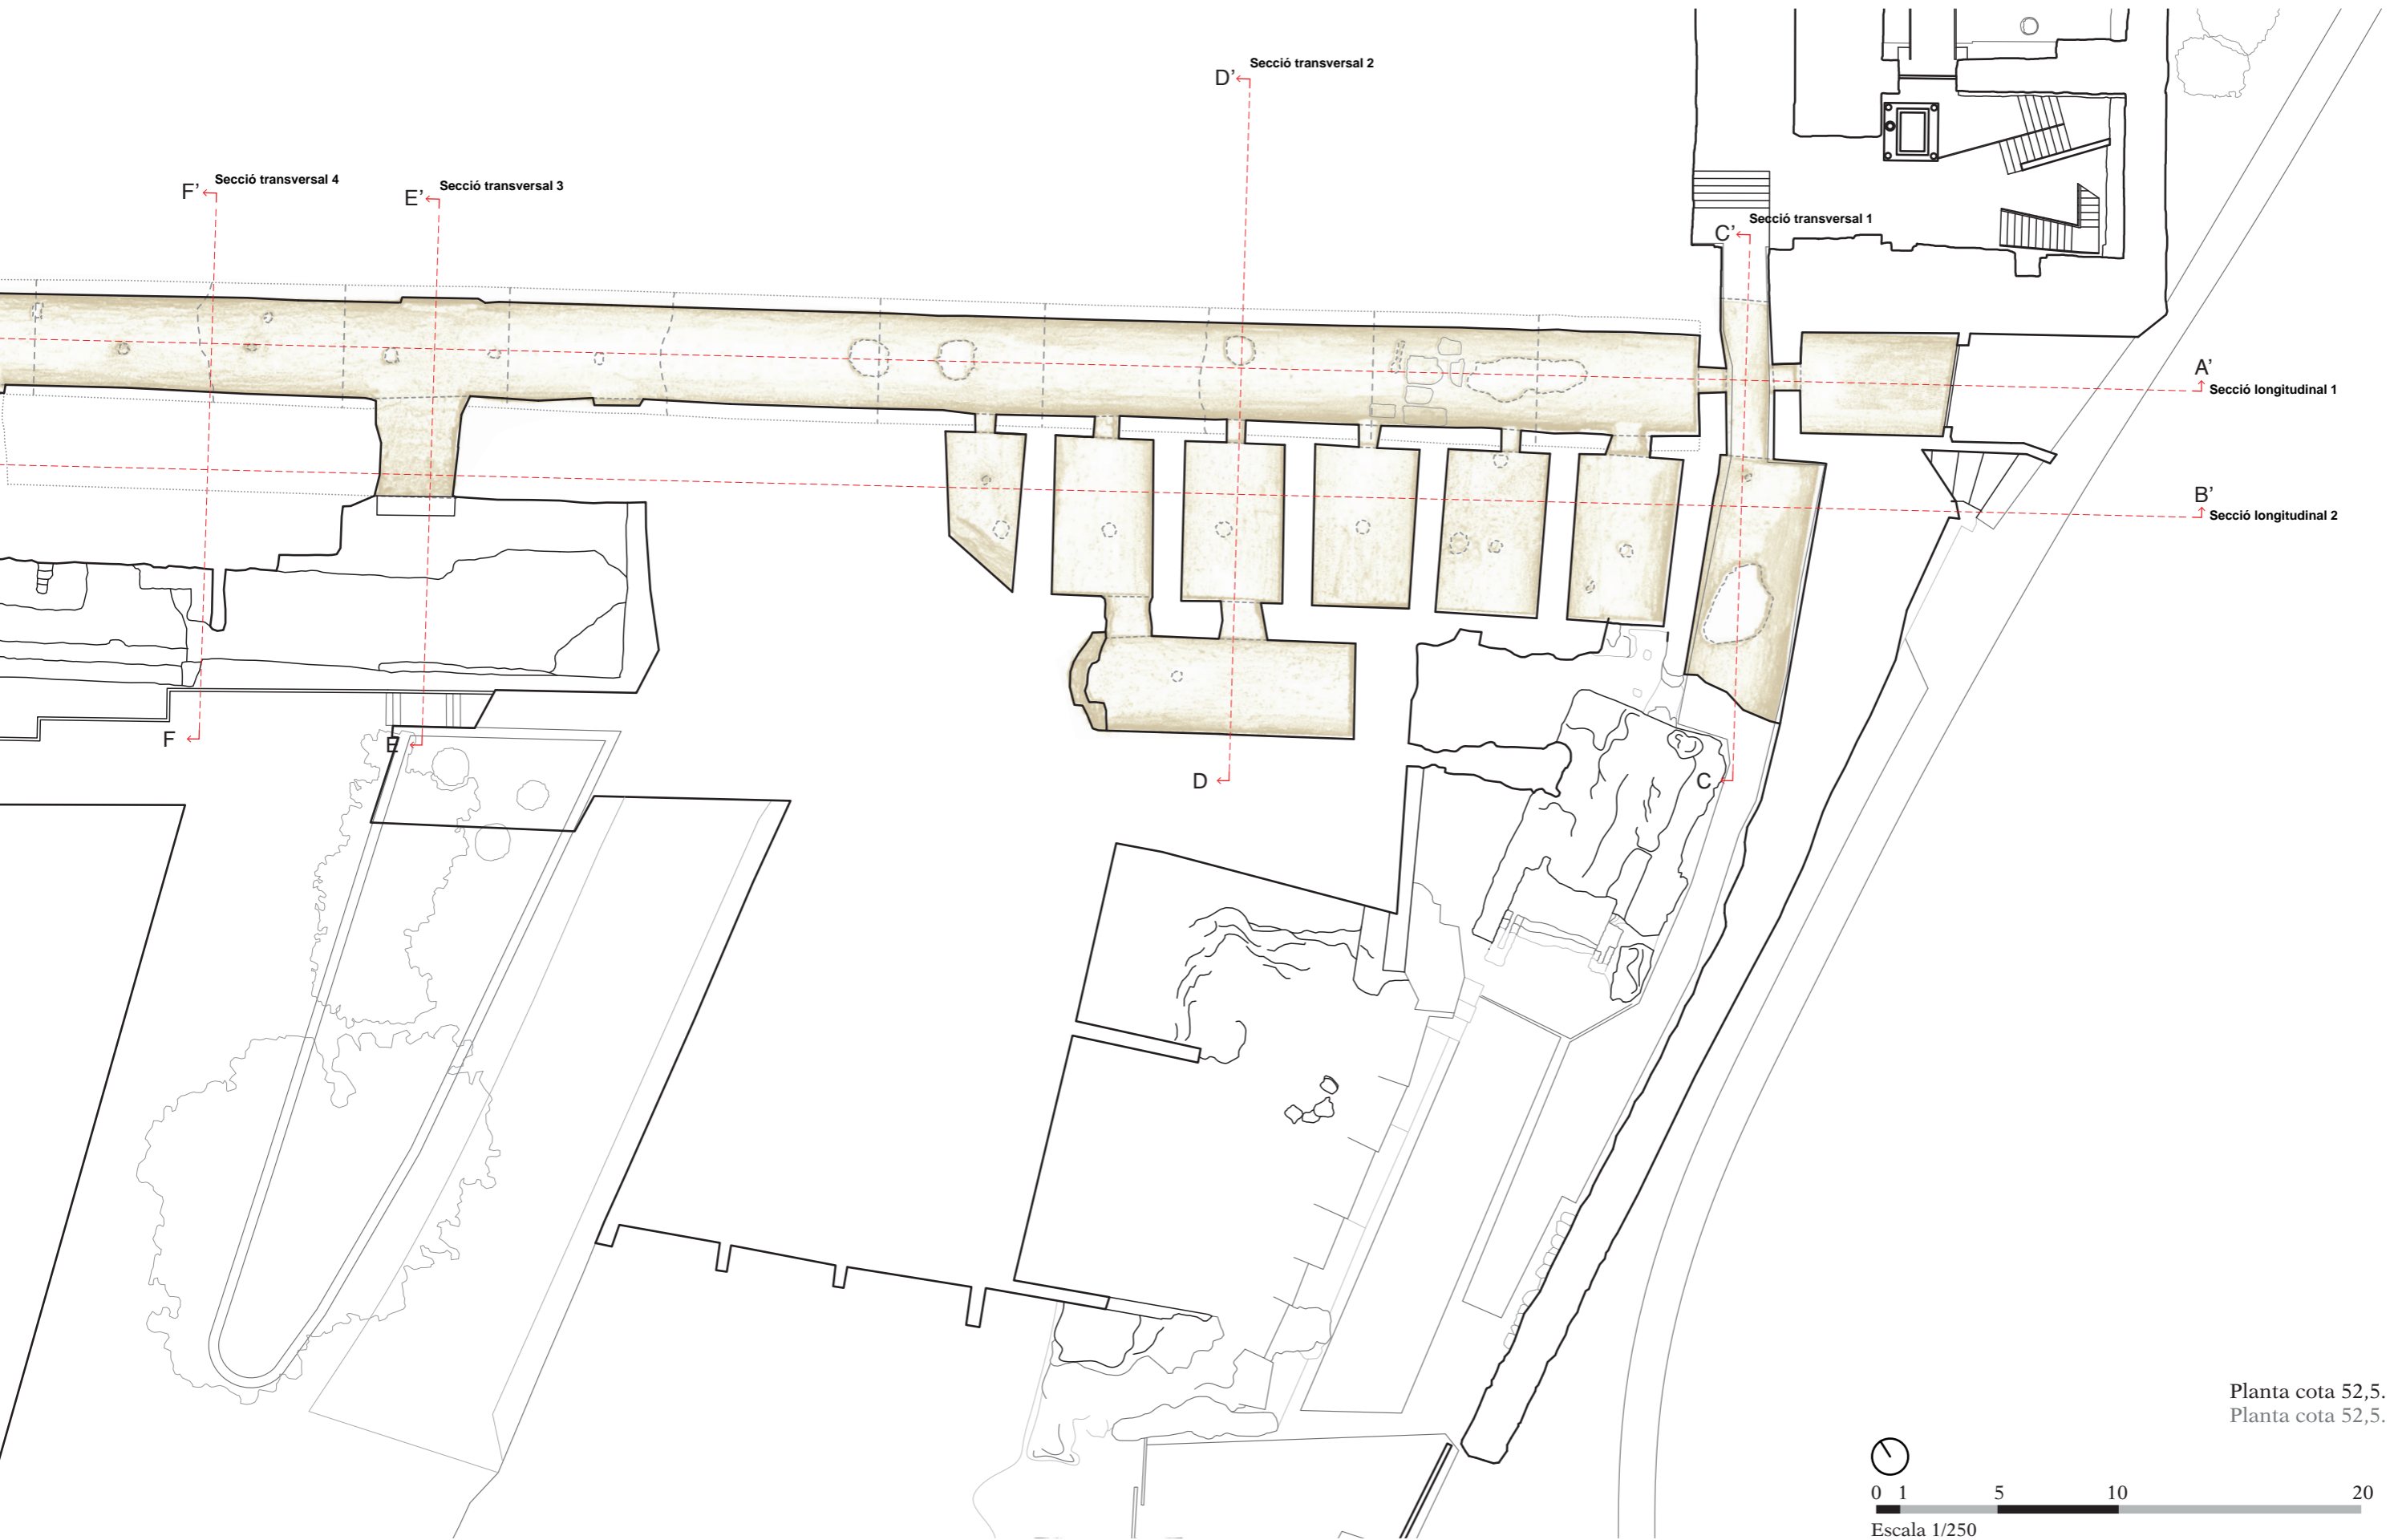 D’ Secció transversal 2
F’ Secció transversal 4
E’ Secció transversal 3
Secció transversal 1
C’
A’
Secció longitudinal 1
B’
Secció longitudinal 2
F
E
D
C
Planta cota 52,5.
Planta cota 52,5.
0 1 5 10 20
Escala 1/250